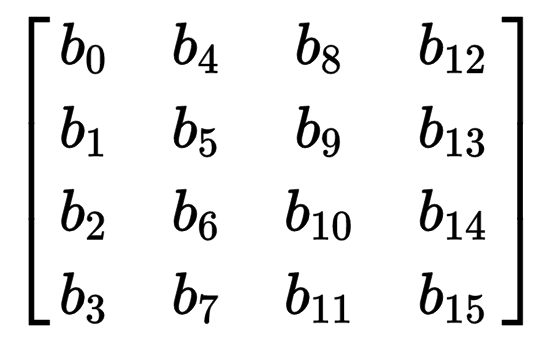 b₀ b₄ b₈ b₁₂
b₁ b₅ b₉ b₁₃
b₂ b₆ b₁₀ b₁₄
b₃ b₇ b₁₁ b₁₅